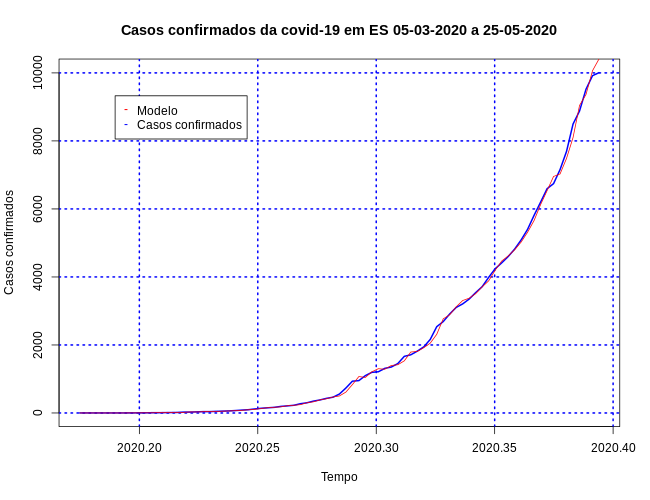 Casos confirmados da covid-19 em ES 05-03-2020 a 25-05-2020
Casos confirmados
10000
8000
6000
4000
2000
0
Modelo
Casos confirmados
2020.20 2020.25 2020.30 2020.35 2020.40
Tempo